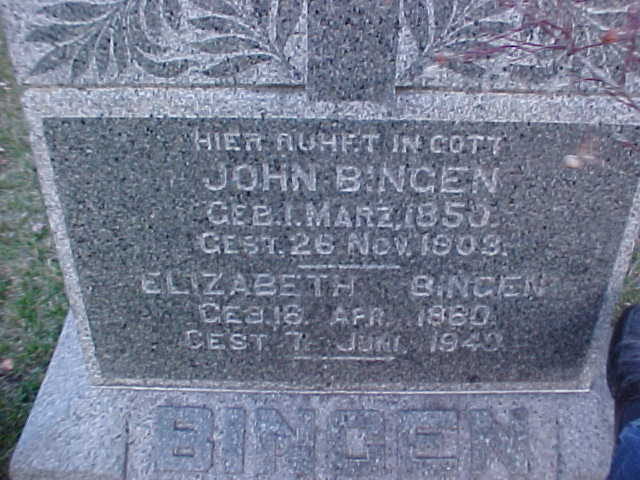 HIER RUHET IN GOTT
JOHN BINGEN
GEB. 1. MARZ, 1850.
GEST. 26 NOV, 1903.
ELIZABETH BINGEN
GEB. 18. APR. 1860.
GEST. 7. JUNI, 1940.
BINGEN